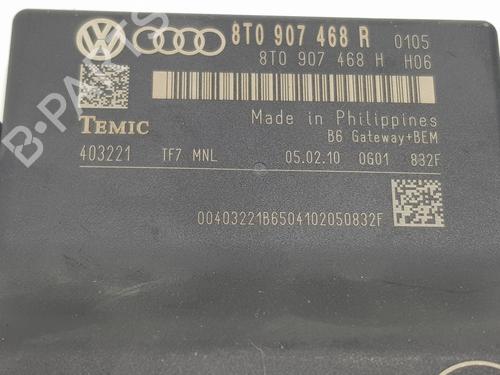 8T0 907 468 R 0105
8T0 907 468 H H06
TEMIC
Made in Philippines
B6 Gateway+BEM
403221 TF7 MNL 05.02.10 0G01 832F
00403221B6504102050832F
B-PARTS